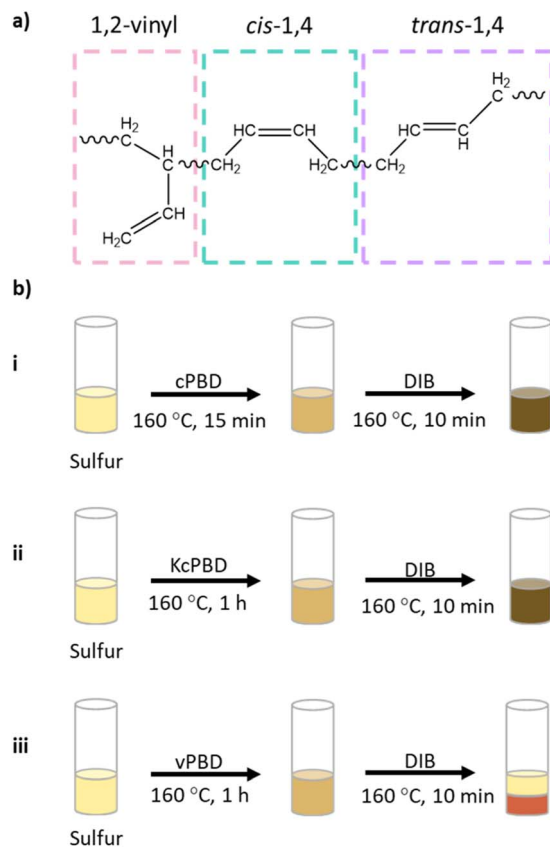 a)
1,2-vinyl cis-1,4 trans-1,4
H2
C
H2
C
H
C
CH
H2C
CH2
HC CH
H2C
CH2
HC C
H
b)
i
cPBD
160 °C, 15 min
DIB
160 °C, 10 min
Sulfur
ii
KcPBD
160 °C, 1 h
DIB
160 °C, 10 min
Sulfur
iii
vPBD
160 °C, 1 h
DIB
160 °C, 10 min
Sulfur